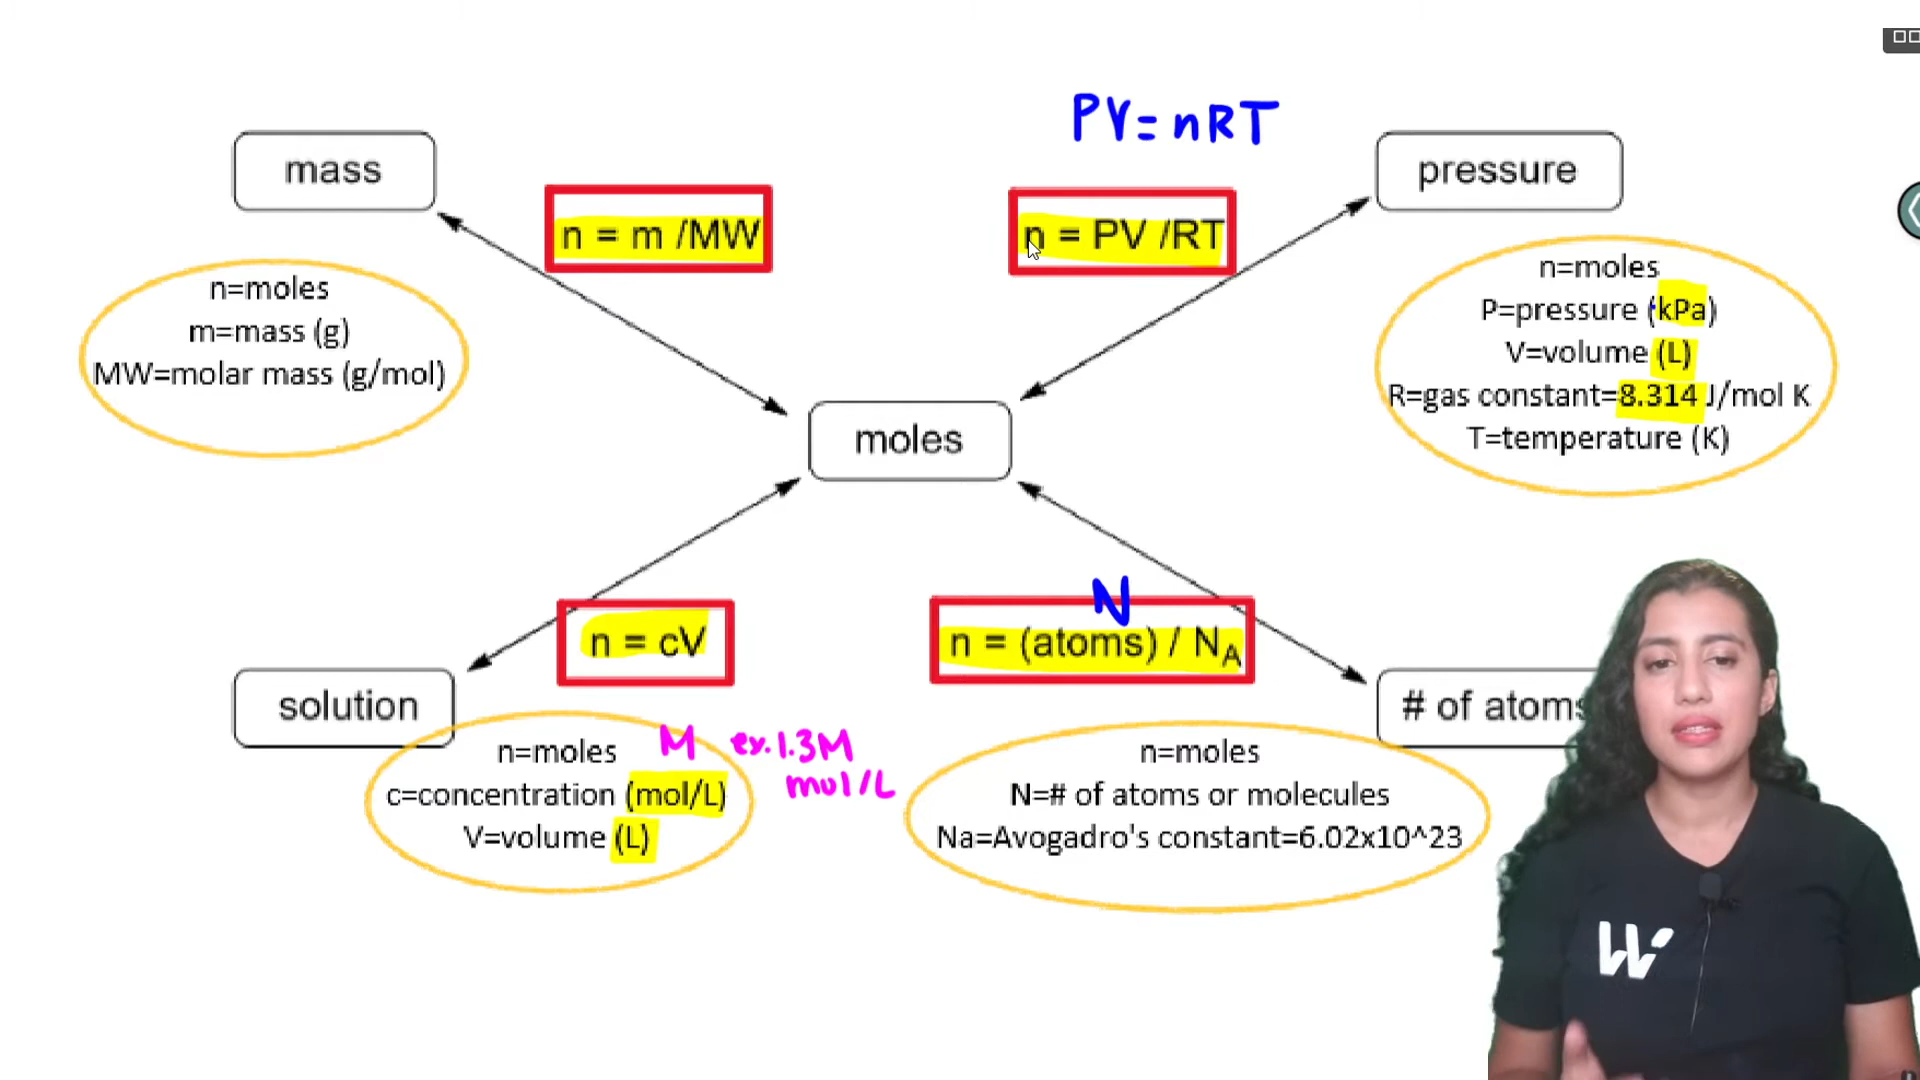 PV=nRT
mass
pressure
n = m /MW
n = PV /RT
n=moles
m=mass (g)
MW=molar mass (g/mol)
n=moles
P=pressure (kPa)
V=volume (L)
R=gas constant=8.314 J/mol K
T=temperature (K)
moles
N
n = cV
n = (atoms) / NA
solution
# of atoms
n=moles
c=concentration (mol/L)
V=volume (L)
M ex. 1.3M
mol/L
n=moles
N=# of atoms or molecules
Na=Avogadro's constant=6.02x10^23
W